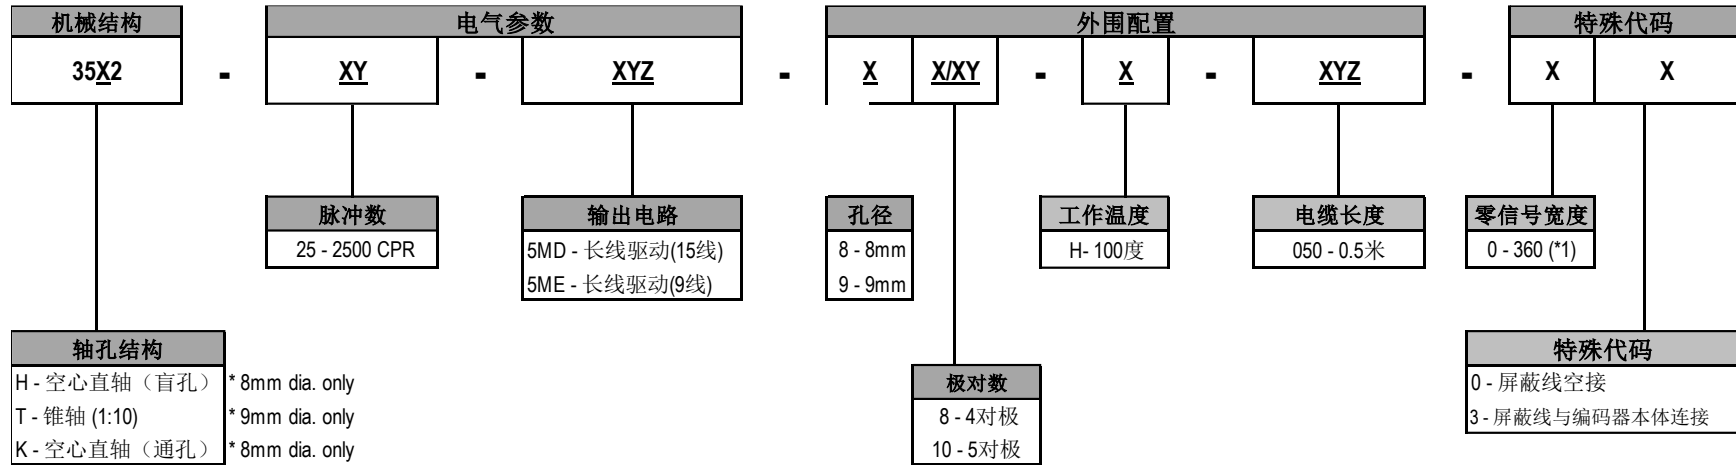 机械结构 电气参数 外围配置 特殊代码
35X2 - XY - XYZ - X X/XY - X - XYZ - X X
脉冲数 输出电路 孔径 工作温度 电缆长度 零信号宽度
25 - 2500 CPR 5MD - 长线驱动(15线) 8 - 8mm H- 100度 050 - 0.5米 0 - 360 (*1)
5ME - 长线驱动(9线) 9 - 9mm
轴孔结构 特殊代码
H - 空心直轴（盲孔） * 8mm dia. only 极对数 0 - 屏蔽线空接
T - 锥轴 (1:10) * 9mm dia. only 8 - 4对极 3 - 屏蔽线与编码器本体连接
K - 空心直轴（通孔） * 8mm dia. only 10 - 5对极